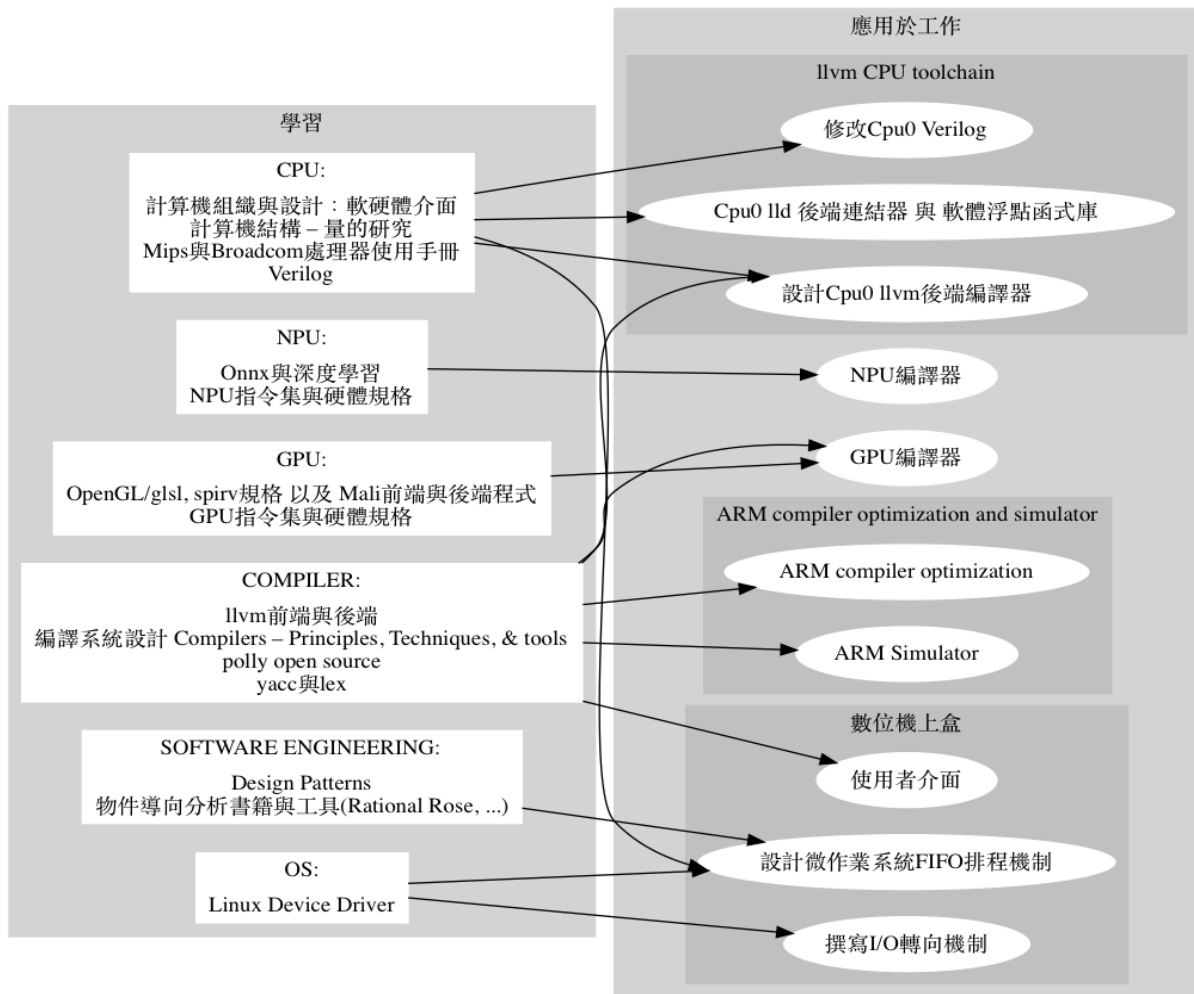 學習
CPU:
計算機組織與設計：軟硬體介面
計算機結構 – 量的研究
Mips與Broadcom處理器使用手冊
Verilog
NPU:
Onnx與深度學習
NPU指令集與硬體規格
GPU:
OpenGL/glsl, spirv規格 以及 Mali前端與後端程式
GPU指令集與硬體規格
COMPILER:
llvm前端與後端
編譯系統設計 Compilers – Principles, Techniques, & tools
polly open source
yacc與lex
SOFTWARE ENGINEERING:
Design Patterns
物件導向分析書籍與工具(Rational Rose, ...)
OS:
Linux Device Driver
應用於工作
llvm CPU toolchain
修改Cpu0 Verilog
Cpu0 lld 後端連結器 與 軟體浮點函式庫
設計Cpu0 llvm後端編譯器
NPU編譯器
GPU編譯器
ARM compiler optimization and simulator
ARM compiler optimization
ARM Simulator
數位機上盒
使用者介面
設計微作業系統FIFO排程機制
撰寫I/O轉向機制